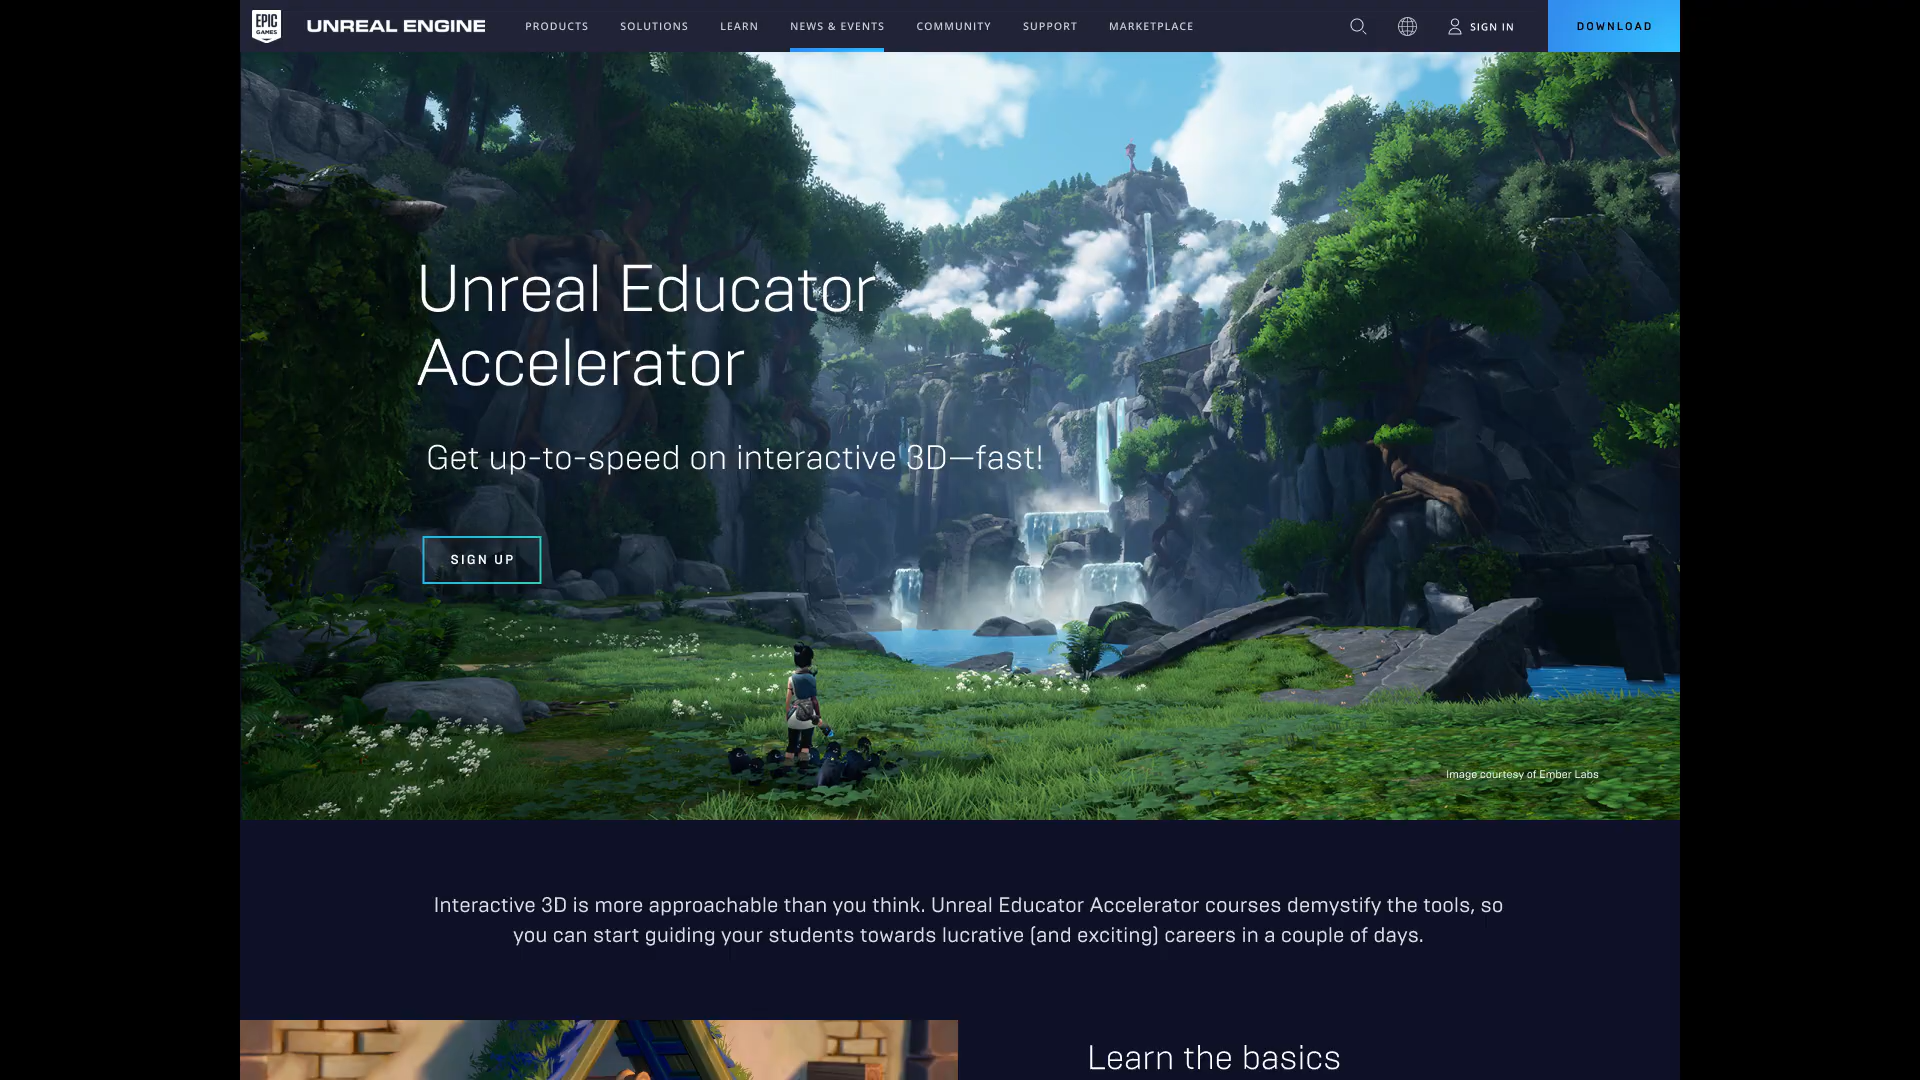 EPIC
GAMES
UNREAL ENGINE
PRODUCTS
SOLUTIONS
LEARN
NEWS & EVENTS
COMMUNITY
SUPPORT
MARKETPLACE
SIGN IN
DOWNLOAD
Unreal Educator
Accelerator
Get up-to-speed on interactive 3D—fast!
SIGN UP
Image courtesy of Ember Labs
Interactive 3D is more approachable than you think. Unreal Educator Accelerator courses demystify the tools, so
you can start guiding your students towards lucrative (and exciting) careers in a couple of days.
Learn the basics